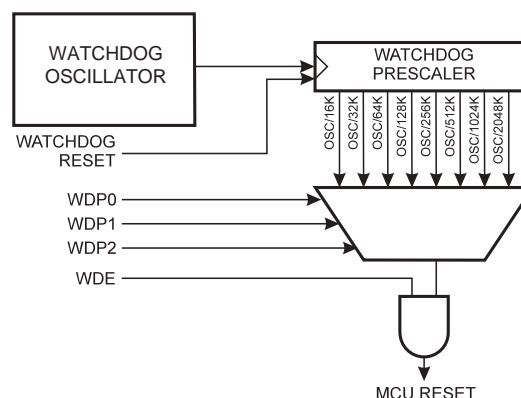 WATCHDOG
OSCILLATOR
WATCHDOG
PRESCALER
WATCHDOG
RESET
OSC/16K
OSC/32K
OSC/64K
OSC/128K
OSC/256K
OSC/512K
OSC/1024K
OSC/2048K
WDP0
WDP1
WDP2
WDE
MCU RESET